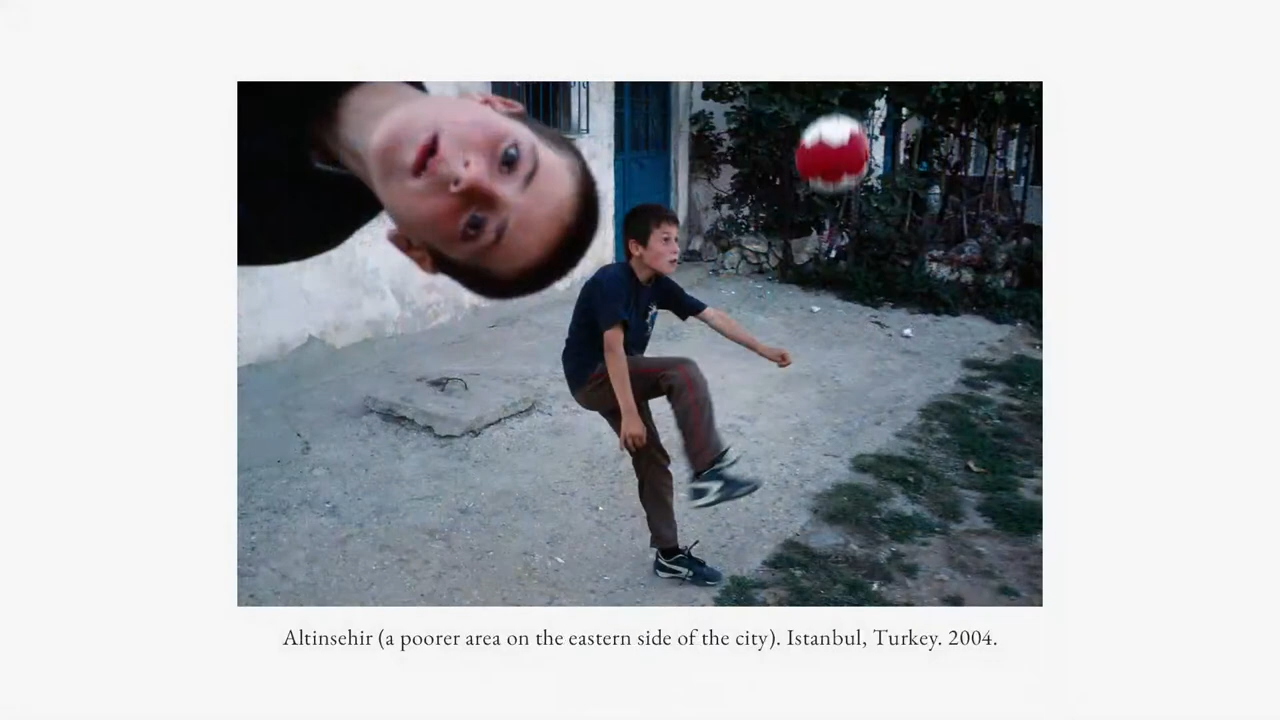 Altinsehir (a poorer area on the eastern side of the city). Istanbul, Turkey. 2004.